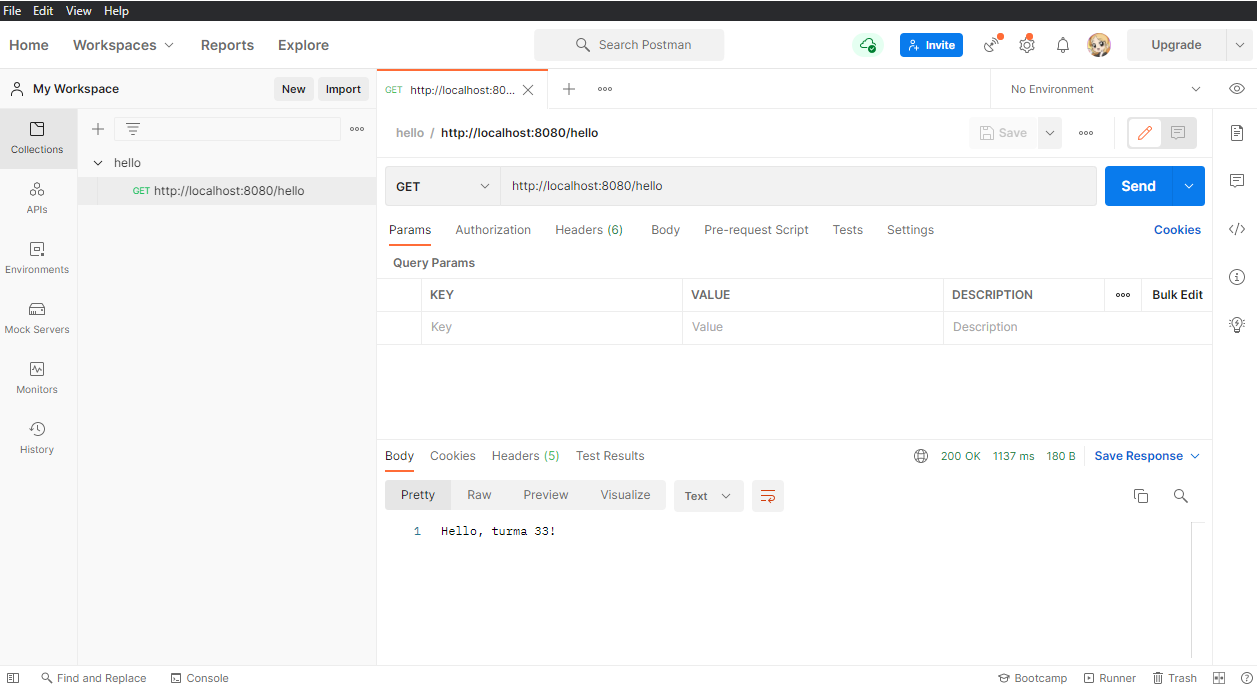 File Edit View Help
Home Workspaces Reports Explore Search Postman Invite Upgrade
My Workspace New Import GET http://localhost:80... No Environment
hello / http://localhost:8080/hello Save
Collections
hello
GET http://localhost:8080/hello
GET http://localhost:8080/hello Send
APIs
Params Authorization Headers (6) Body Pre-request Script Tests Settings Cookies
Query Params
Environments
KEY VALUE DESCRIPTION Bulk Edit
Key Value Description
Mock Servers
Monitors
History
Body Cookies Headers (5) Test Results 200 OK 1137 ms 180 B Save Response
Pretty Raw Preview Visualize Text
1 Hello, turma 33!
Find and Replace Console Bootcamp Runner Trash